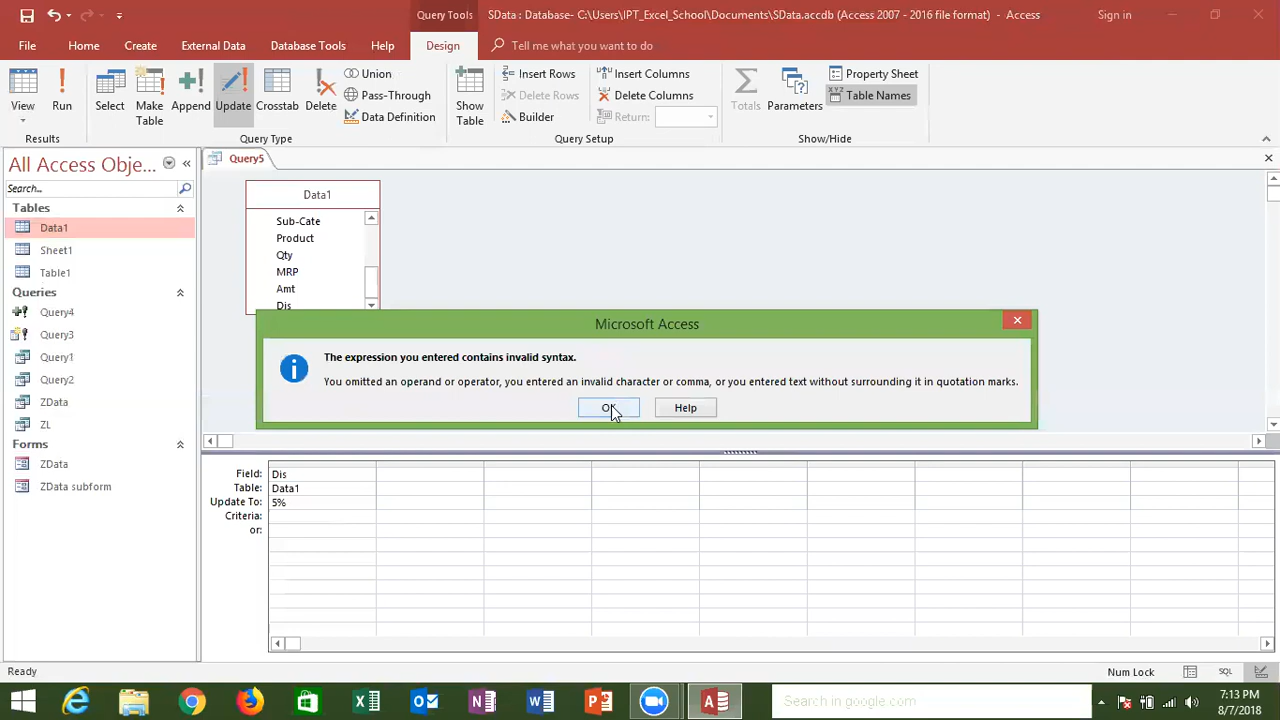 Query Tools
SData : Database- C:\Users\IPT_Excel_School\Documents\SData.accdb (Access 2007 - 2016 file format) - Access
Sign in
File Home Create External Data Database Tools Help Design Tell me what you want to do
View
Run
Select
Make Table
Append
Update
Crosstab
Delete
Union
Pass-Through
Data Definition
Show Table
Insert Rows
Delete Rows
Builder
Insert Columns
Delete Columns
Return:
Totals
Parameters
Property Sheet
XYZ Table Names
Results
Query Type
Query Setup
Show/Hide
All Access Obje...
Search...
Tables
Data1
Sheet1
Table1
Queries
Query4
Query3
Query1
Query2
ZData
ZL
Forms
ZData
ZData subform
Query5
Data1
Sub-Cate
Product
Qty
MRP
Amt
Dis
Microsoft Access
The expression you entered contains invalid syntax.
You omitted an operand or operator, you entered an invalid character or comma, or you entered text without surrounding it in quotation marks.
OK
Help
Field: Dis
Table: Data1
Update To: 5%
Criteria:
or:
Ready
Num Lock
SQL
Search in google.com
7:13 PM
8/7/2018